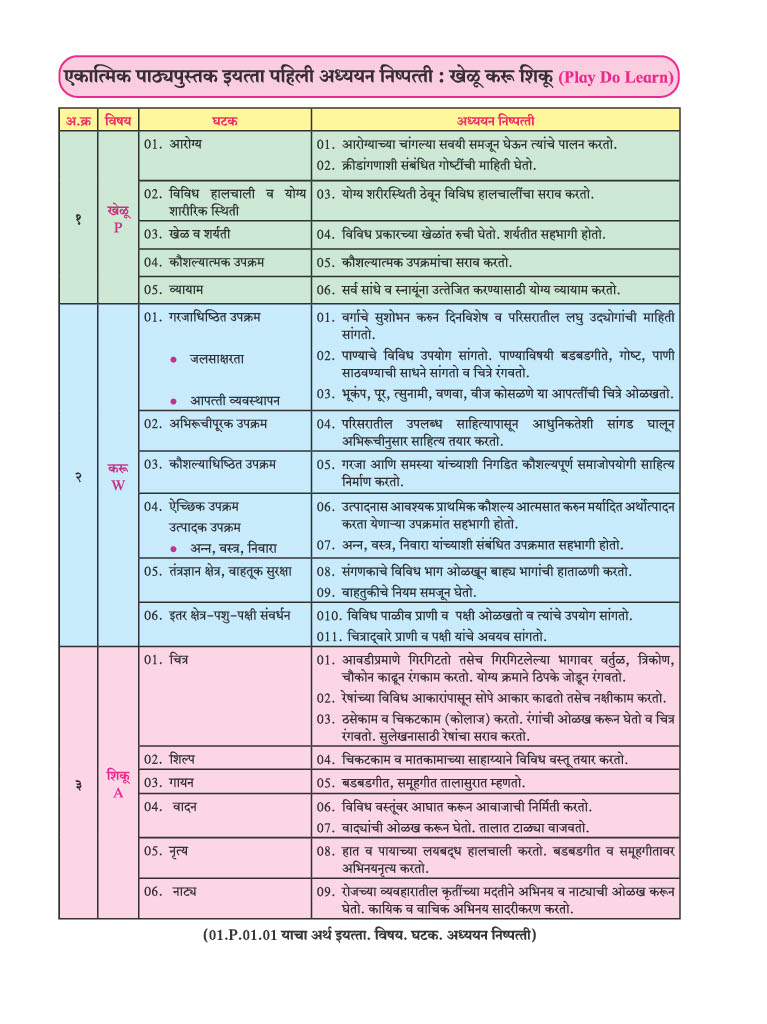 एकात्मिक पाठ्यपुस्तक इयत्ता पहिली अध्ययन निष्पत्ती : खेळू करू शिकू (Play Do Learn)
अ.क्र विषय घटक अध्ययन निष्पत्ती
१
खेळू
P
01. आरोग्य
01. आरोग्याच्या चांगल्या सवयी समजून घेऊन त्यांचे पालन करतो.
02. क्रीडांगणाशी संबंधित गोष्टींची माहिती घेतो.
02. विविध हालचाली व योग्य
शारीरिक स्थिती
03. योग्य शरीरस्थिती ठेवून विविध हालचालींचा सराव करतो.
03. खेळ व शर्यती
04. विविध प्रकारच्या खेळांत रुची घेतो. शर्यतीत सहभागी होतो.
04. कौशल्यात्मक उपक्रम
05. कौशल्यात्मक उपक्रमांचा सराव करतो.
05. व्यायाम
06. सर्व सांधे व स्नायूंना उत्तेजित करण्यासाठी योग्य व्यायाम करतो.
२
करू
W
01. गरजाधिष्ठित उपक्रम
● जलसाक्षरता
● आपत्ती व्यवस्थापन
01. वर्गाचे सुशोभन करुन दिनविशेष व परिसरातील लघु उद्योगांची माहिती
सांगतो.
02. पाण्याचे विविध उपयोग सांगतो. पाण्याविषयी बडबडगीते, गोष्ट, पाणी
साठवण्याची साधने सांगतो व चित्रे रंगवतो.
03. भूकंप, पूर, त्सुनामी, वणवा, वीज कोसळणे या आपत्तींची चित्रे ओळखतो.
02. अभिरूचीपूरक उपक्रम
04. परिसरातील उपलब्ध साहित्यापासून आधुनिकतेशी सांगड घालून
अभिरूचीनुसार साहित्य तयार करतो.
03. कौशल्याधिष्ठित उपक्रम
05. गरजा आणि समस्या यांच्याशी निगडित कौशल्यपूर्ण समाजोपयोगी साहित्य
निर्माण करतो.
04. ऐच्छिक उपक्रम
उत्पादक उपक्रम
● अन्न, वस्त्र, निवारा
06. उत्पादनास आवश्यक प्राथमिक कौशल्य आत्मसात करुन मर्यादित अर्थोत्पादन
करता येणाऱ्या उपक्रमांत सहभागी होतो.
07. अन्न, वस्त्र, निवारा यांच्याशी संबंधित उपक्रमात सहभागी होतो.
05. तंत्रज्ञान क्षेत्र, वाहतूक सुरक्षा
08. संगणकाचे विविध भाग ओळखून बाह्य भागांची हाताळणी करतो.
09. वाहतुकीचे नियम समजून घेतो.
06. इतर क्षेत्र-पशु-पक्षी संवर्धन
010. विविध पाळीव प्राणी व पक्षी ओळखतो व त्यांचे उपयोग सांगतो.
011. चित्राद्वारे प्राणी व पक्षी यांचे अवयव सांगतो.
३
शिकू
A
01. चित्र
01. आवडीप्रमाणे गिरगिटतो तसेच गिरगिटलेल्या भागावर वर्तुळ, त्रिकोण,
चौकोन काढून रंगकाम करतो. योग्य क्रमाने ठिपके जोडून रंगवतो.
02. रेषांच्या विविध आकारांपासून सोपे आकार काढतो तसेच नक्षीकाम करतो.
03. ठसेकाम व चिकटकाम (कोलाज) करतो. रंगांची ओळख करून घेतो व चित्र
रंगवतो. सुलेखनासाठी रेषांचा सराव करतो.
02. शिल्प
04. चिकटकाम व मातकामाच्या साहाय्याने विविध वस्तू तयार करतो.
03. गायन
05. बडबडगीत, समूहगीत तालासुरात म्हणतो.
04. वादन
06. विविध वस्तूंवर आघात करून आवाजाची निर्मिती करतो.
07. वाद्यांची ओळख करून घेतो. तालात टाळ्या वाजवतो.
05. नृत्य
08. हात व पायाच्या लयबद्ध हालचाली करतो. बडबडगीत व समूहगीतावर
अभिनयनृत्य करतो.
06. नाट्य
09. रोजच्या व्यवहारातील कृतींच्या मदतीने अभिनय व नाट्याची ओळख करून
घेतो. कायिक व वाचिक अभिनय सादरीकरण करतो.
(01.P.01.01 याचा अर्थ इयत्ता. विषय. घटक. अध्ययन निष्पत्ती)